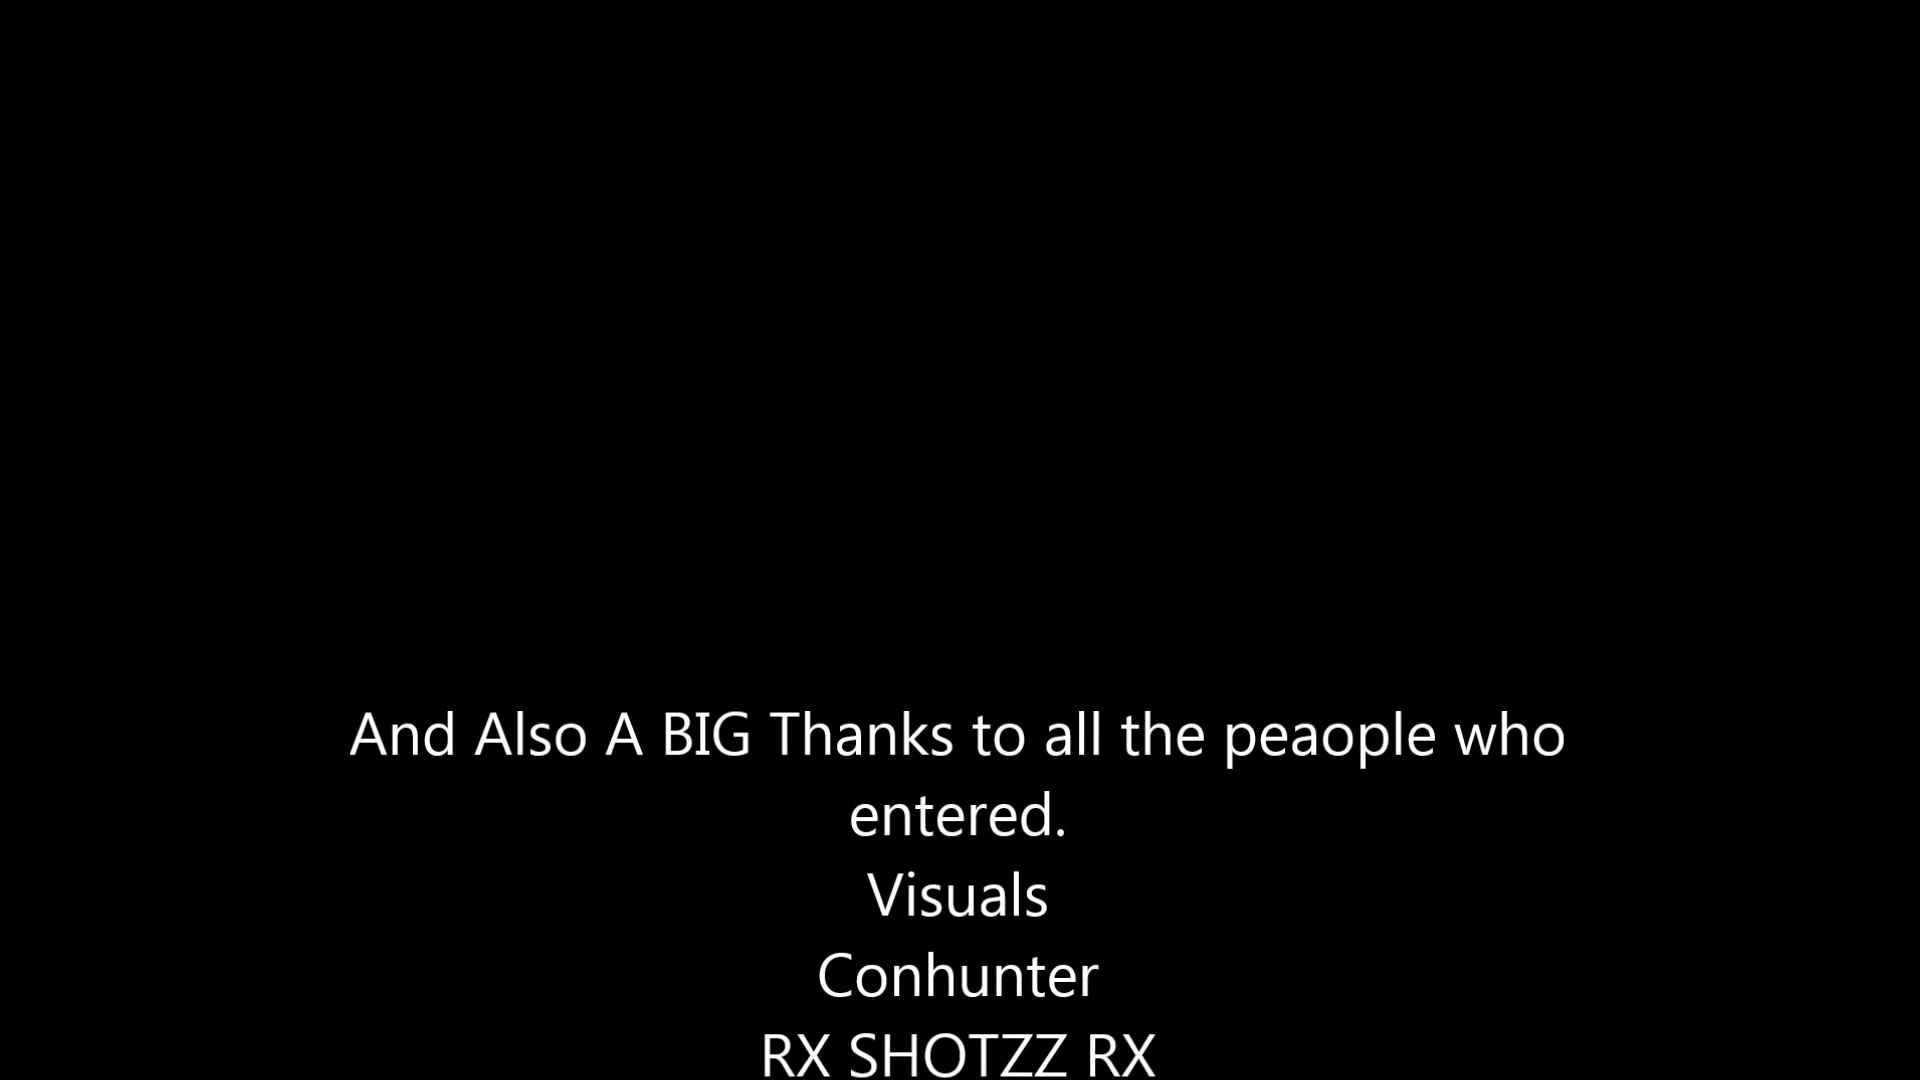 And Also A BIG Thanks to all the peaople who
entered.
Visuals
Conhunter
RX SHOTZZ RX